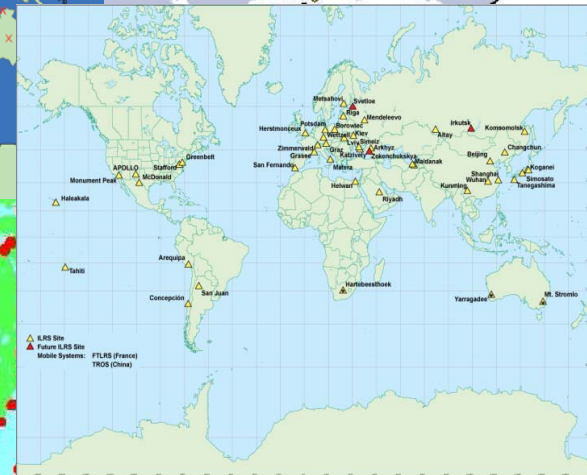 Metsahovi
Svetloe
Riga
Mendeleevo
Potsdam
Borowiec
Herstmonceux
Kiev
Wettzell
Lviv
Simeiz
Zimmerwald
Graz
Katzively
Arkhyz
Grasse
Zelenchukskya
San Fernando
Matera
Maidanak
Irkutsk
Altay
Komsomolsk
Changchun
Beijing
Koganei
Shanghai
Wuhan
Simosato
Tanegashima
Kunming
Helwan
Riyadh
Greenbelt
Stafford
APOLLO
Monument Peak
McDonald
Haleakala
Tahiti
Arequipa
San Juan
Concepción
Hartebeesthoek
Yarragadee
Mt. Stromlo
ILRS Site
Future ILRS Site
Mobile Systems: FTLRS (France)
TROS (China)